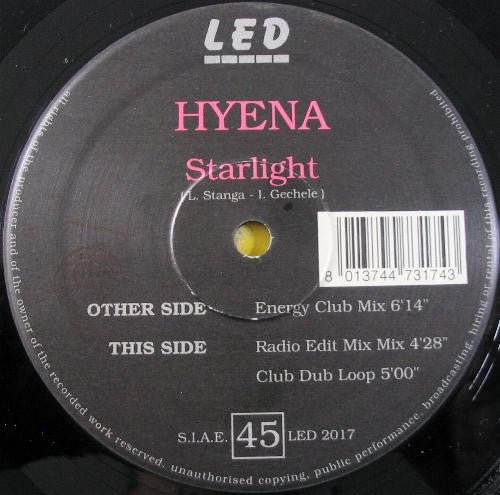 LED
HYENA
Starlight
( L. Stanga - I. Gechele )
8 013744 731743
OTHER SIDE Energy Club Mix 6'14"
THIS SIDE Radio Edit Mix Mix 4'28"
Club Dub Loop 5'00"
S.I.A.E. 45 LED 2017
all rights of the producer and of the owner of the recorded work reserved. unauthorised copying, public performance, broadcasting, hiring or rental of this recording prohibited